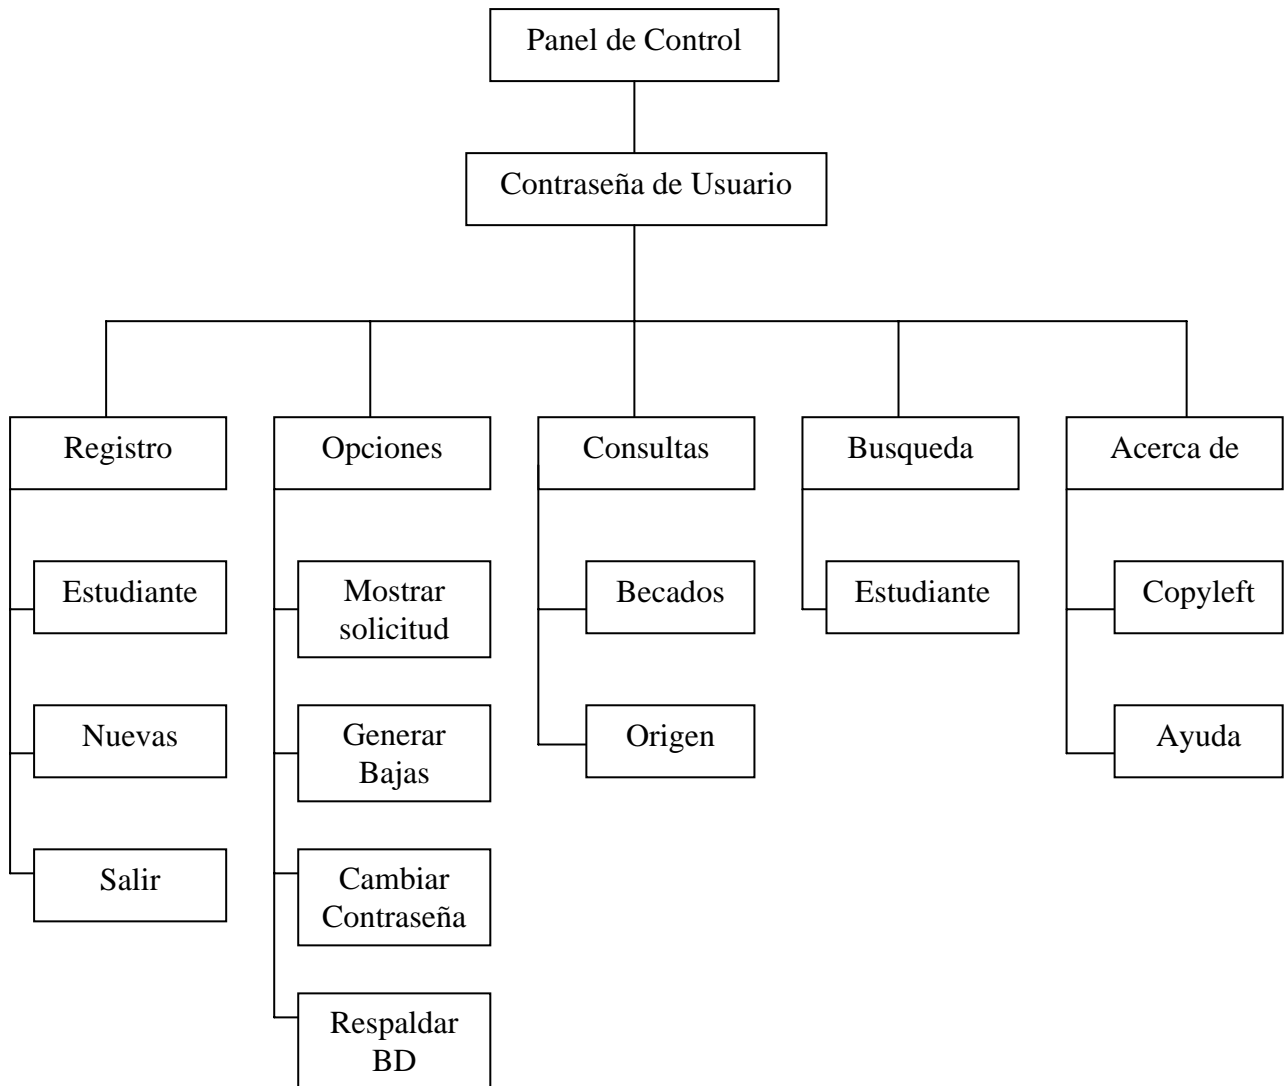 Panel de Control
Contraseña de Usuario
Registro
Opciones
Consultas
Busqueda
Acerca de
Estudiante
Mostrar
solicitud
Becados
Estudiante
Copyleft
Nuevas
Generar
Bajas
Origen
Ayuda
Salir
Cambiar
Contraseña
Respaldar
BD